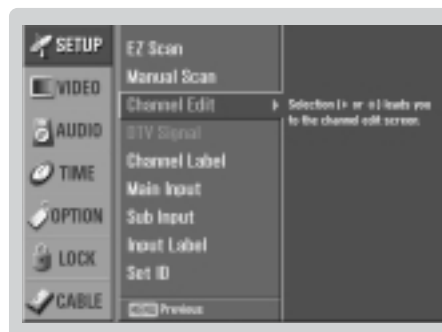 SETUP
VIDEO
AUDIO
TIME
OPTION
LOCK
CABLE
EZ Scan
Manual Scan
Channel Edit
DTV Signal
Channel Label
Main Input
Sub Input
Input Label
Set ID
Previous
Selection (▶ or ⊙) leads you
to the channel edit screen.